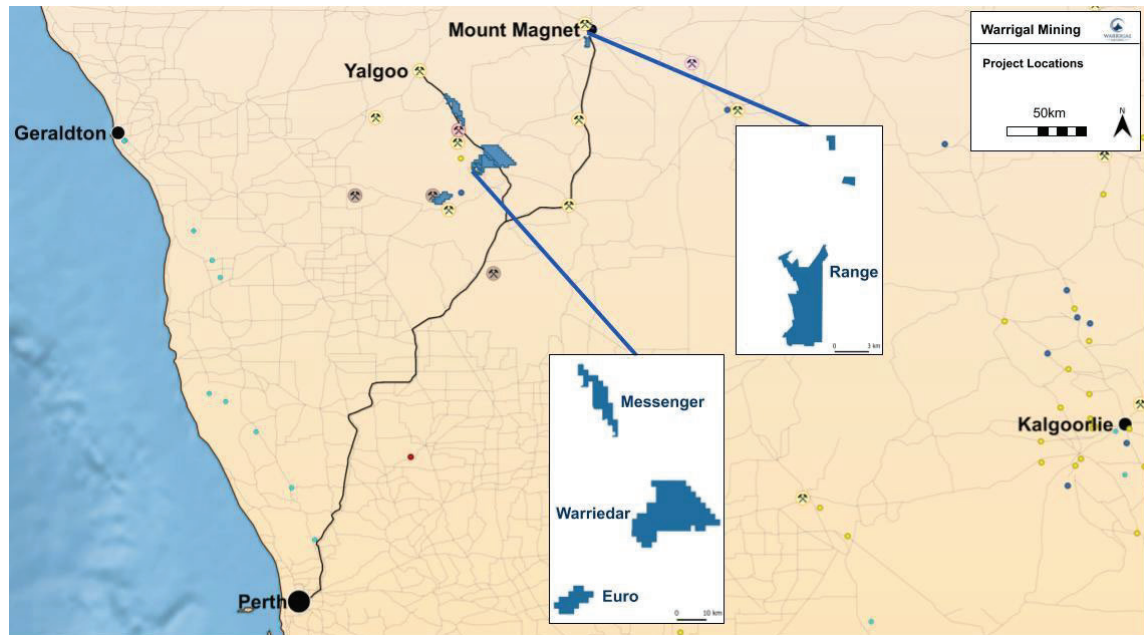 Mount Magnet
Yalgoo
Geraldton
Warrigal Mining
WARRIGAL
Project Locations
50km
N
Range
0 3 km
Messenger
Warriedar
Euro
0 10 km
Kalgoorlie
Perth